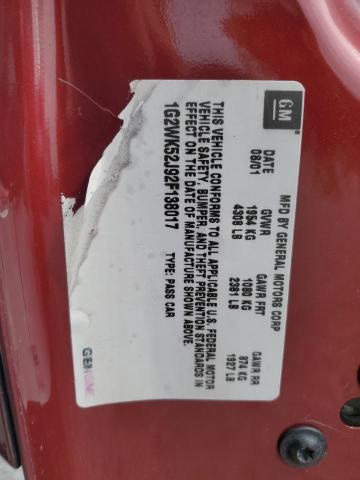 GM
MFD BY GENERAL MOTORS CORP
DATE GVWR GAWR FRT GAWR RR
08/01 1954 KG 1080 KG 874 KG
4308 LB 2381 LB 1927 LB
THIS VEHICLE CONFORMS TO ALL APPLICABLE U.S. FEDERAL MOTOR
VEHICLE SAFETY, BUMPER, AND THEFT PREVENTION STANDARDS IN
EFFECT ON THE DATE OF MANUFACTURE SHOWN ABOVE.
1G2WK52J92F138017 TYPE: PASS CAR